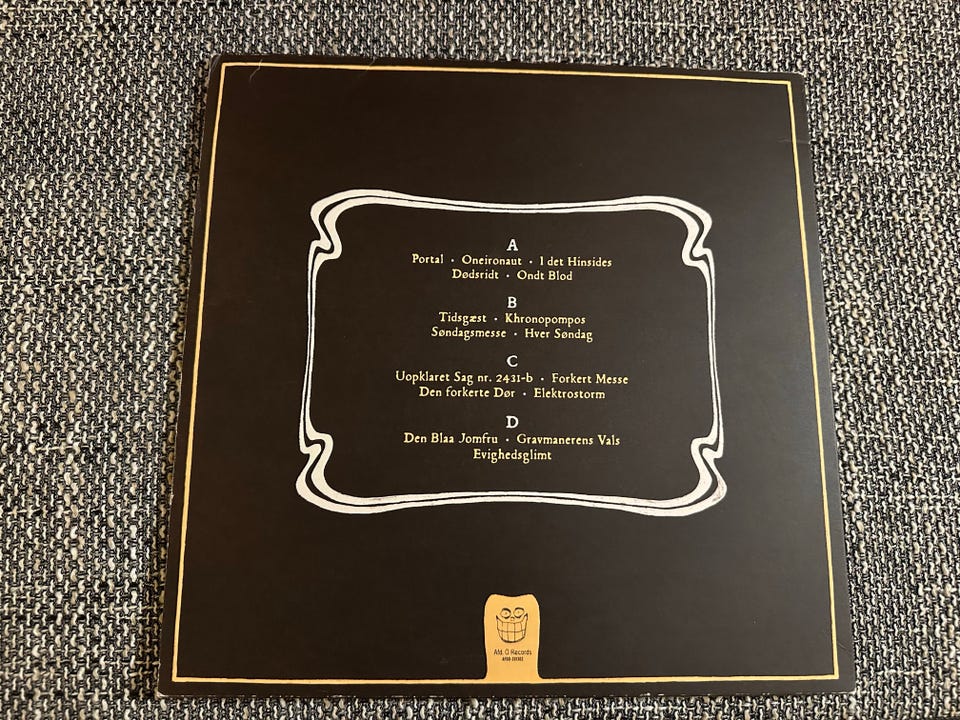 A
Portal · Oneironaut · I det Hinsides
Dødsridt · Ondt Blod
B
Tidsgæst · Khronopompos
Søndagsmesse · Hver Søndag
C
Uopklaret Sag nr. 2431-b · Forkert Messe
Den forkerte Dør · Elektrostorm
D
Den Blaa Jomfru · Gravmanerens Vals
Evighedsglimt
Afd. O Records